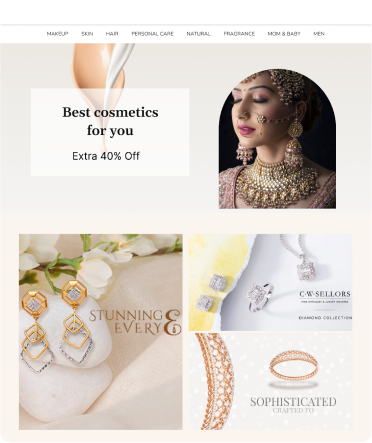 MAKEUP SKIN HAIR PERSONAL CARE NATURAL FRAGRANCE MOM & BABY MEN
Best cosmetics
for you
Extra 40% Off
STUNNING &
EVERY
C·W·SELLORS
DIAMOND COLLECTION
SOPHISTICATED
CRAFTED TO